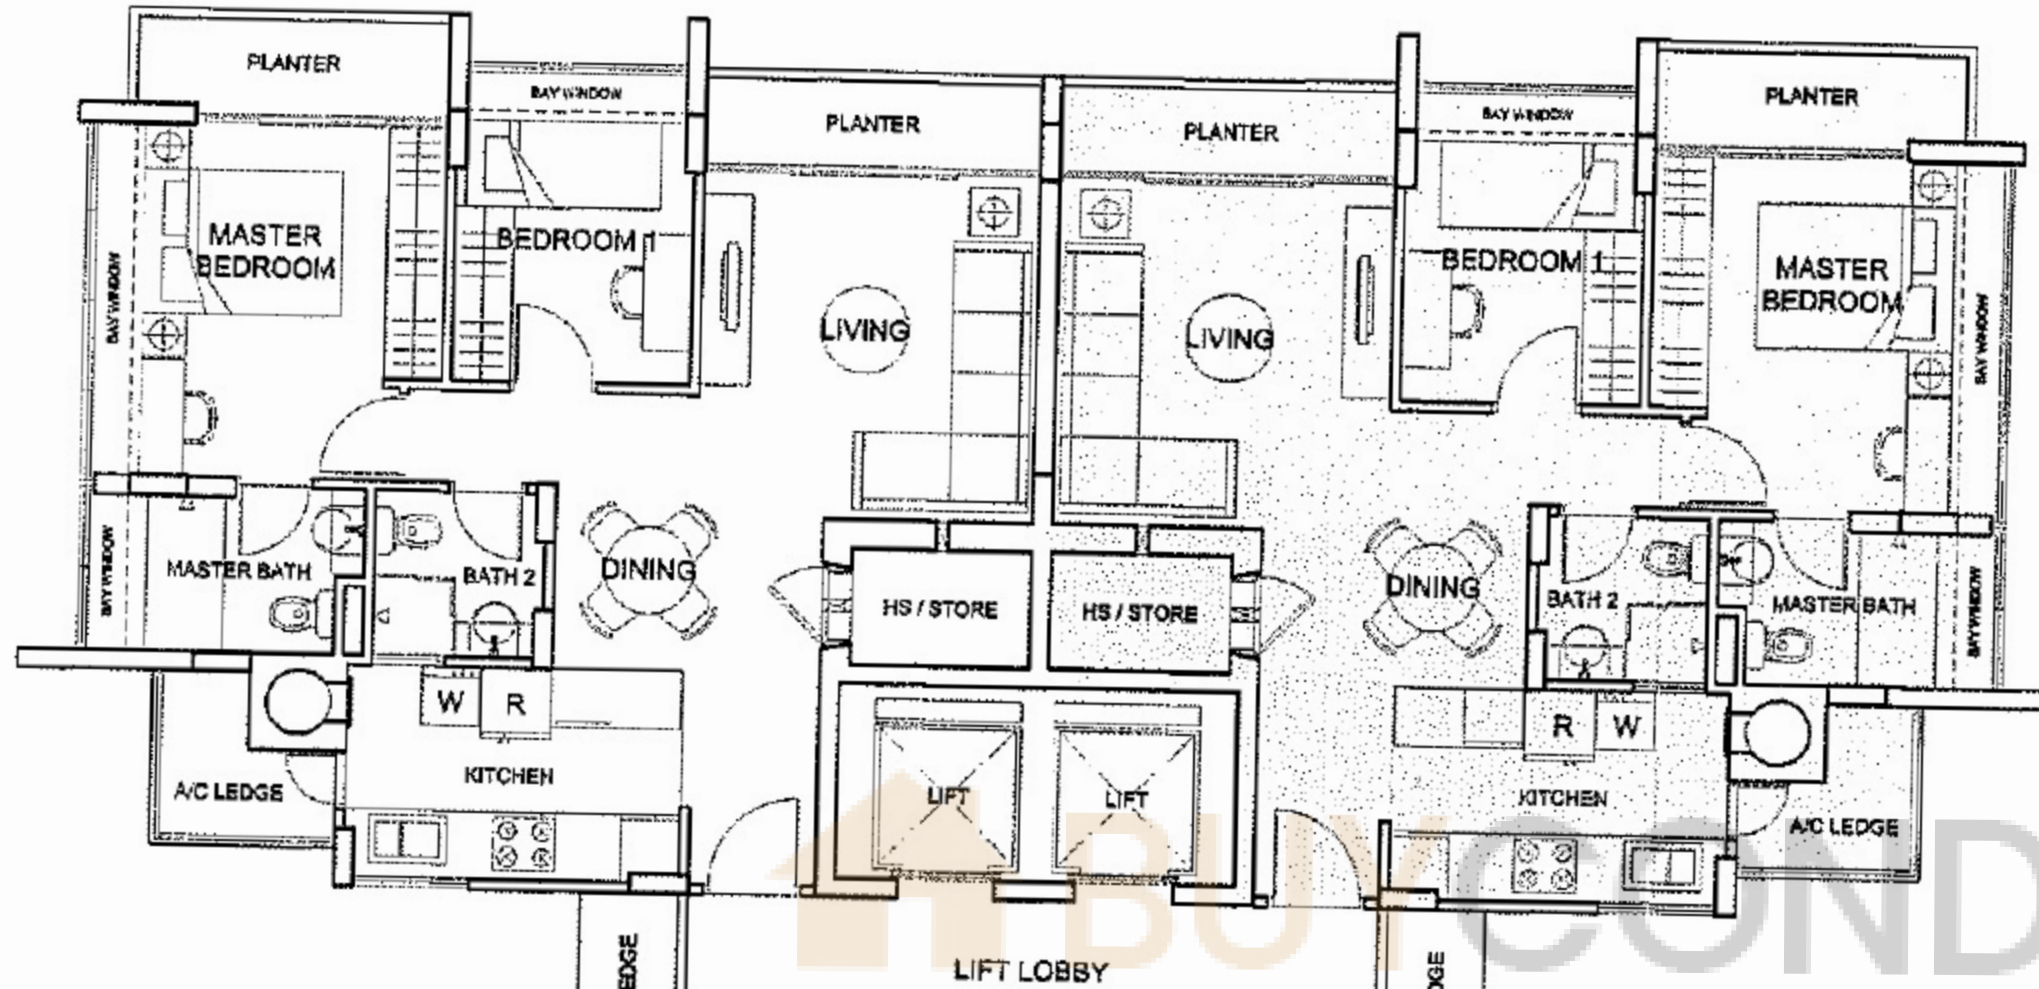 PLANTER
BAY WINDOW
PLANTER
PLANTER
BAY WINDOW
PLANTER
MASTER
BEDROOM
BEDROOM 1
LIVING
LIVING
BEDROOM 1
MASTER
BEDROOM
BAY WINDOW
BAY WINDOW
MASTER BATH
BATH 2
DINING
HS / STORE
HS / STORE
DINING
BATH 2
MASTER BATH
BAY WINDOW
BAY WINDOW
W
R
R
W
KITCHEN
A/C LEDGE
LIFT
LIFT
KITCHEN
A/C LEDGE
BUYCOND
EDGE
LIFT LOBBY
DGE